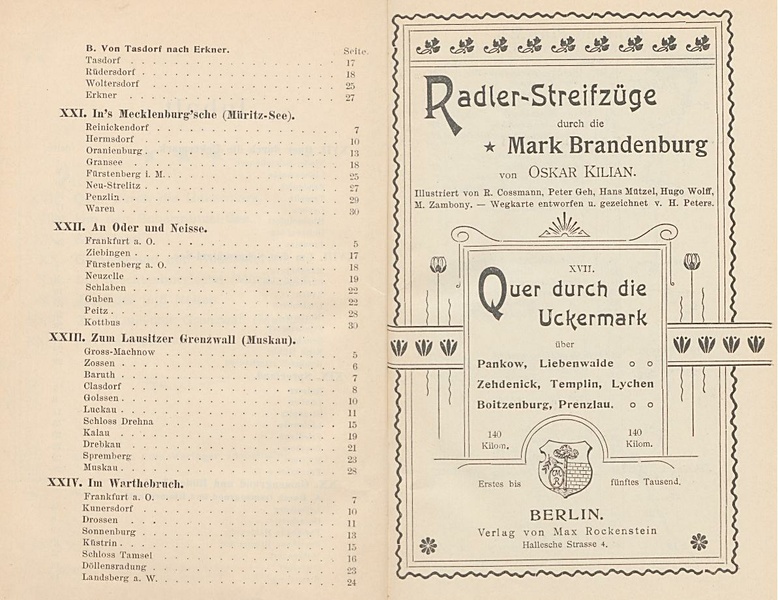 B. Von Tasdorf nach Erkner. Seite.
Tasdorf . . . . . . . . . . . . . . . 17
Rüdersdorf . . . . . . . . . . . . . . 18
Woltersdorf . . . . . . . . . . . . . . 25
Erkner . . . . . . . . . . . . . . . 27
XXI. In's Mecklenburg'sche (Müritz-See).
Reinickendorf . . . . . . . . . . . . . 7
Hermsdorf . . . . . . . . . . . . . . 10
Oranienburg . . . . . . . . . . . . . . 13
Gransee . . . . . . . . . . . . . . . 18
Fürstenberg i. M. . . . . . . . . . . . . 25
Neu-Strelitz . . . . . . . . . . . . . . 27
Penzlin . . . . . . . . . . . . . . . 29
Waren . . . . . . . . . . . . . . . 30
XXII. An Oder und Neisse.
Frankfurt a. O. . . . . . . . . . . . . . 5
Ziebingen . . . . . . . . . . . . . . 17
Fürstenberg a. O. . . . . . . . . . . . . 18
Neuzelle . . . . . . . . . . . . . . . 19
Schlaben . . . . . . . . . . . . . . . 22
Guben . . . . . . . . . . . . . . . 22
Peitz . . . . . . . . . . . . . . . . 28
Kottbus . . . . . . . . . . . . . . . 30
XXIII. Zum Lausitzer Grenzwall (Muskau).
Gross-Machnow . . . . . . . . . . . . . 5
Zossen . . . . . . . . . . . . . . . 6
Baruth . . . . . . . . . . . . . . . 7
Clasdorf . . . . . . . . . . . . . . . 8
Golssen . . . . . . . . . . . . . . . 10
Luckau . . . . . . . . . . . . . . . 11
Schloss Drehna . . . . . . . . . . . . . 15
Kalau . . . . . . . . . . . . . . . . 19
Drebkau . . . . . . . . . . . . . . . 21
Spremberg . . . . . . . . . . . . . . 23
Muskau . . . . . . . . . . . . . . . 28
XXIV. Im Warthebruch.
Frankfurt a. O. . . . . . . . . . . . . . 7
Kunersdorf . . . . . . . . . . . . . . 10
Drossen . . . . . . . . . . . . . . . 11
Sonnenburg . . . . . . . . . . . . . . 13
Küstrin . . . . . . . . . . . . . . . 15
Schloss Tamsel . . . . . . . . . . . . . 16
Döllensradung . . . . . . . . . . . . . 23
Landsberg a. W. . . . . . . . . . . . . . 24
Radler-Streifzüge
durch die
★ Mark Brandenburg
von OSKAR KILIAN.
Illustriert von R. Cossmann, Peter Geh, Hans Mützel, Hugo Wolff,
M. Zambony. — Wegkarte entworfen u. gezeichnet v. H. Peters.
XVII.
Quer durch die
Uckermark
über
Pankow, Liebenwalde
Zehdenick, Templin, Lychen
Boitzenburg, Prenzlau.
140 Kilom. 140 Kilom.
Erstes bis fünftes Tausend.
BERLIN.
Verlag von Max Rockenstein
Hallesche Strasse 4.